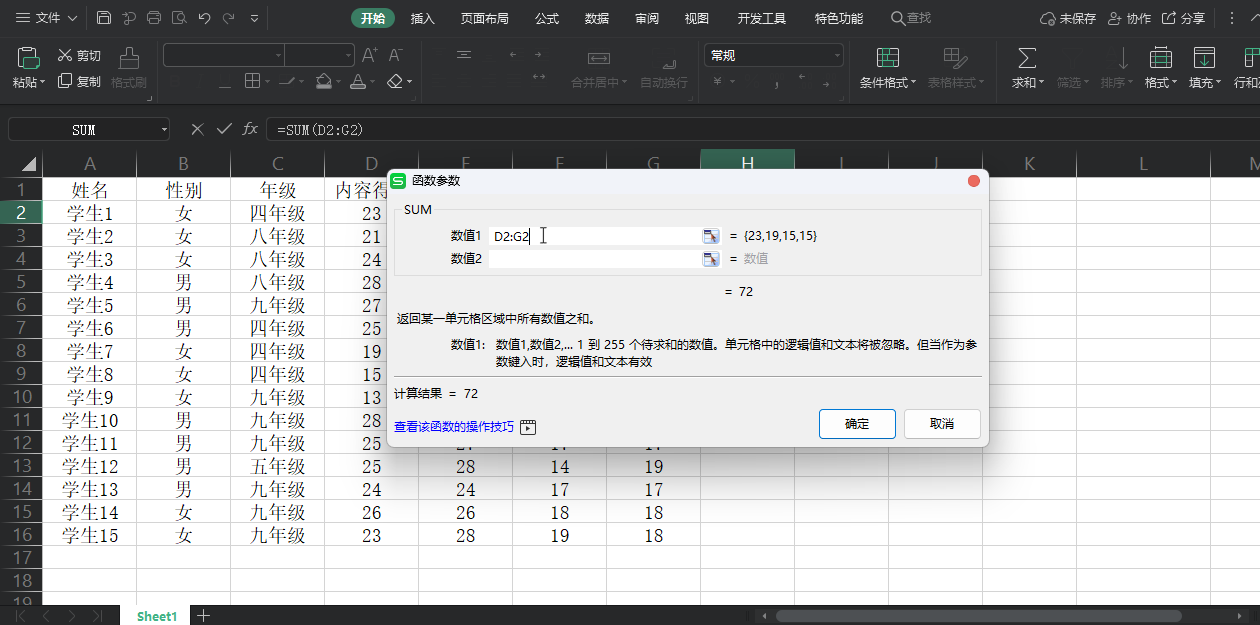 文件
开始 插入 页面布局 公式 数据 审阅 视图 开发工具 特色功能 查找 未保存 协作 分享
粘贴 剪切 复制 格式刷 合并居中 自动换行 常规 条件格式 表格样式 求和 筛选 排序 格式 填充
SUM =SUM(D2:G2)
A B C D E F G H I J K L M
1 姓名 性别 年级 内容得
2 学生1 女 四年级 23
3 学生2 女 八年级 21
4 学生3 女 八年级 24
5 学生4 男 八年级 28
6 学生5 男 九年级 27
7 学生6 男 四年级 25
8 学生7 女 四年级 19
9 学生8 女 四年级 15
10 学生9 女 九年级 13
11 学生10 男 九年级 28
12 学生11 男 九年级 25
13 学生12 男 五年级 25 28 14 19
14 学生13 男 九年级 24 24 17 17
15 学生14 女 九年级 26 26 18 18
16 学生15 女 九年级 23 28 19 18
17
18
19
函数参数
SUM
数值1 D2:G2 = {23,19,15,15}
数值2 = 数值
= 72
返回某一单元格区域中所有数值之和。
数值1: 数值1,数值2,... 1 到 255 个待求和的数值。单元格中的逻辑值和文本将被忽略。但当作为参
数键入时，逻辑值和文本有效
计算结果 = 72
查看该函数的操作技巧
确定 取消
Sheet1